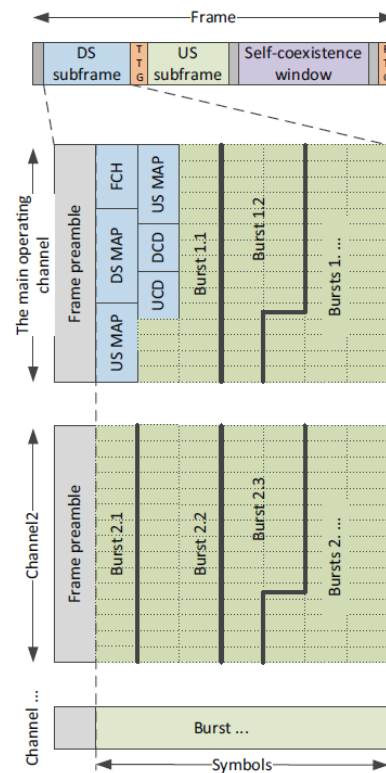 Frame
DS
subframe
T
T
G
US
subframe
Self-coexistence
window
R
T
G
The main operating
channel
Frame preamble
FCH
DS MAP
US MAP
US MAP
DCD
UCD
Burst 1.1
Burst 1.2
Bursts 1. ...
Channel2
Frame preamble
Burst 2.1
Burst 2.2
Burst 2.3
Bursts 2. ...
Channel ...
Burst ...
Symbols